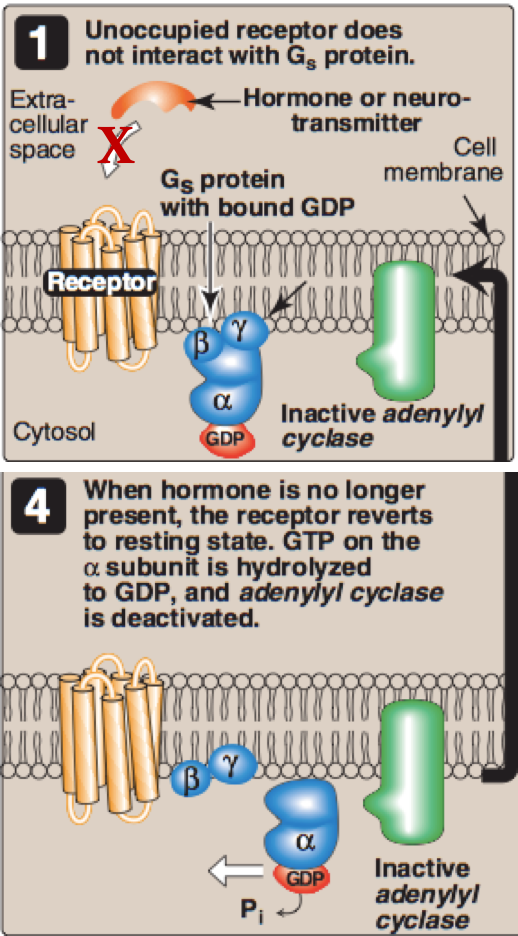 1
Unoccupied receptor does
not interact with Gs protein.
Extra-
cellular
space
X
Hormone or neuro-
transmitter
Cell
membrane
Gs protein
with bound GDP
Receptor
γ
β
α
GDP
Inactive adenylyl
cyclase
Cytosol
4
When hormone is no longer
present, the receptor reverts
to resting state. GTP on the
α subunit is hydrolyzed
to GDP, and adenylyl cyclase
is deactivated.
β
γ
α
GDP
Pi
Inactive
adenylyl
cyclase